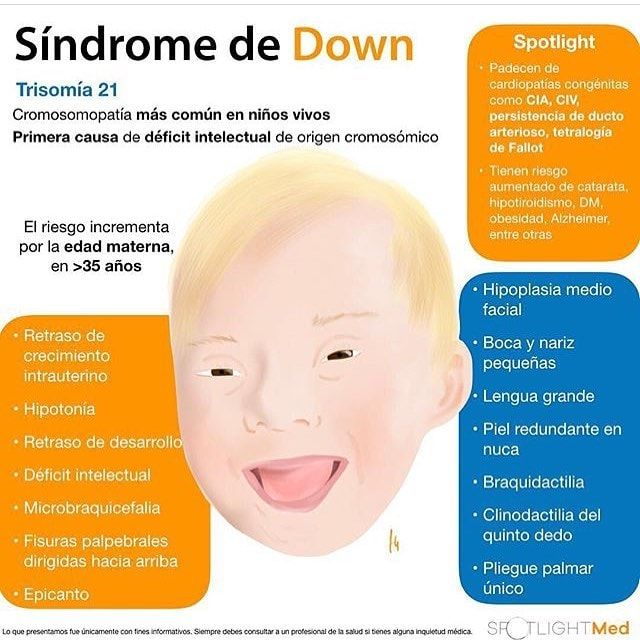 Síndrome de Down
Trisomía 21
Cromosomopatía más común en niños vivos
Primera causa de déficit intelectual de origen cromosómico
Spotlight
• Padecen de
cardiopatías congénitas
como CIA, CIV,
persistencia de ducto
arterioso, tetralogía
de Fallot
• Tienen riesgo
aumentado de catarata,
hipotiroidismo, DM,
obesidad, Alzheimer,
entre otras
El riesgo incrementa
por la edad materna,
en >35 años
• Retraso de
crecimiento
intrauterino
• Hipotonía
• Retraso de desarrollo
• Déficit intelectual
• Microbraquicefalia
• Fisuras palpebrales
dirigidas hacia arriba
• Epicanto
• Hipoplasia medio
facial
• Boca y nariz
pequeñas
• Lengua grande
• Piel redundante en
nuca
• Braquidactilia
• Clinodactilia del
quinto dedo
• Pliegue palmar
único
Lo que presentamos fue únicamente con fines informativos. Siempre debes consultar a un profesional de la salud si tienes alguna inquietud médica.
SPOTLIGHTMed